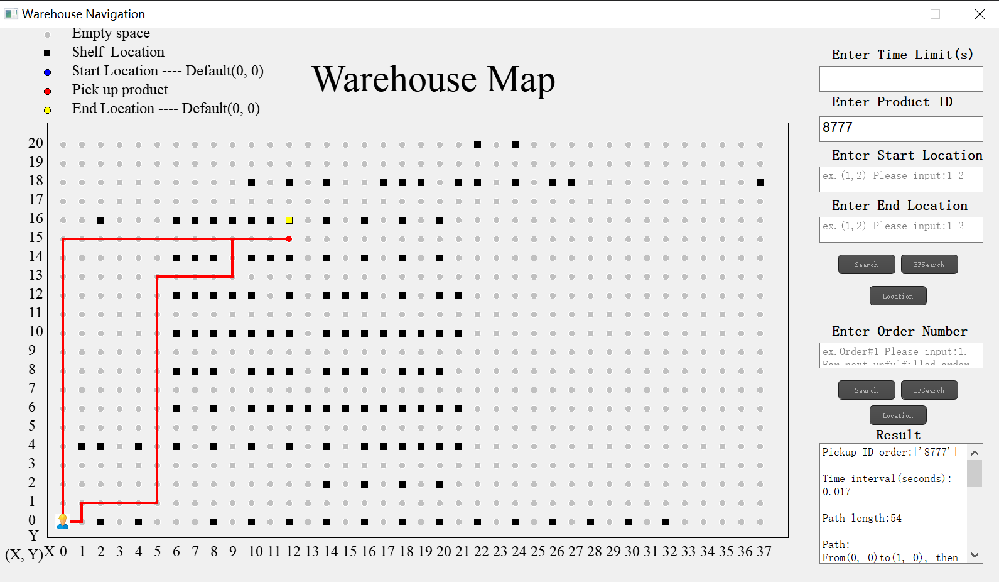 Warehouse Navigation
Empty space
Shelf Location
Start Location ---- Default(0, 0)
Pick up product
End Location ---- Default(0, 0)
Warehouse Map
20
19
18
17
16
15
14
13
12
11
10
9
8
7
6
5
4
3
2
1
0
Y
(X, Y)X 0 1 2 3 4 5 6 7 8 9 10 11 12 13 14 15 16 17 18 19 20 21 22 23 24 25 26 27 28 29 30 31 32 33 34 35 36 37
Enter Time Limit(s)
Enter Product ID
8777
Enter Start Location
ex.(1,2) Please input:1 2
Enter End Location
ex.(1,2) Please input:1 2
Search BFSearch
Location
Enter Order Number
ex.Order#1 Please input:1.
For next unfulfilled order
Search BFSearch
Location
Result
Pickup ID order:['8777']
Time interval(seconds):
0.017
Path length:54
Path:
From(0, 0)to(1, 0), then